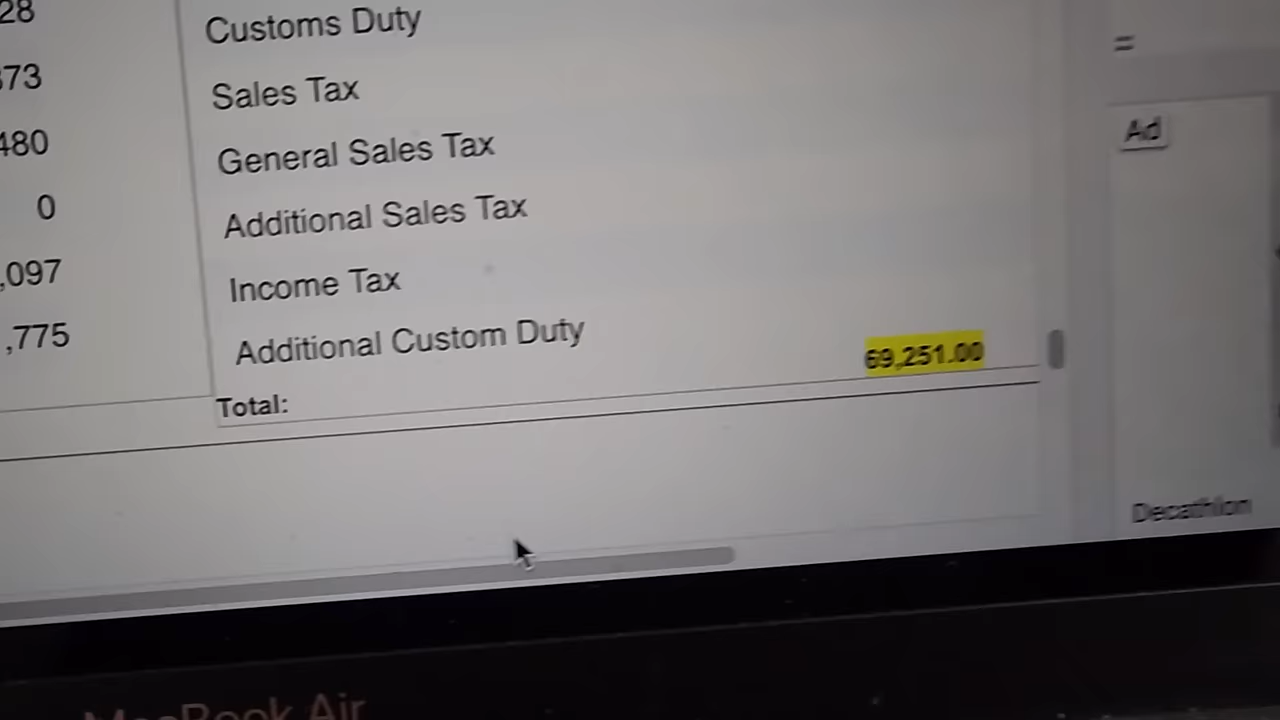 28 Customs Duty
373 Sales Tax
480 General Sales Tax
0 Additional Sales Tax
,097 Income Tax
,775 Additional Custom Duty
Total: 69,251.00
=
Ad
Decathlon
MacBook Air